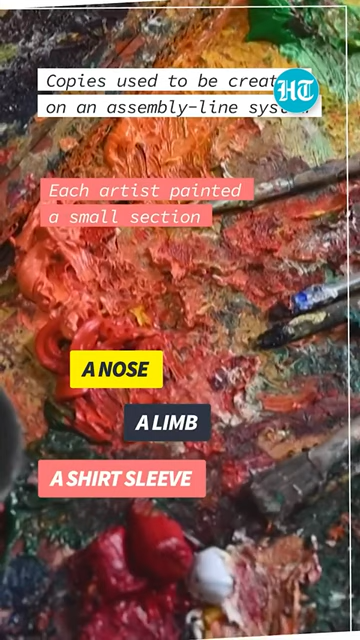 Copies used to be
HT
on an assembly-line
Each artist painted
a small section
A NOSE
A LIMB
A SHIRT SLEEVE